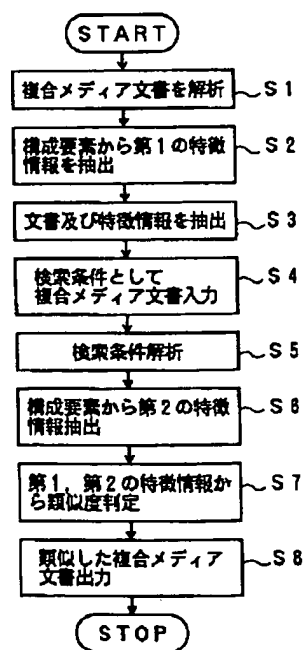 START
複合メディア文書を解析
S1
構成要素から第1の特徴
情報を抽出
S2
文書及び特徴情報を抽出
S3
検索条件として
複合メディア文書入力
S4
検索条件解析
S5
構成要素から第2の特徴
情報抽出
S6
第1，第2の特徴情報か
ら類似度判定
S7
類似した複合メディア
文書出力
S8
STOP